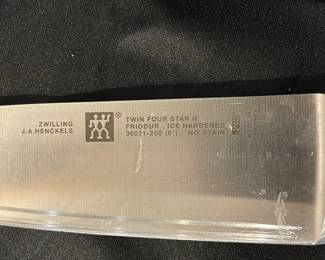 ZWILLING
J.A.HENCKELS
®
TWIN FOUR STAR II
FRIODUR ICE HARDENED
30071-200 (8") NO STAIN